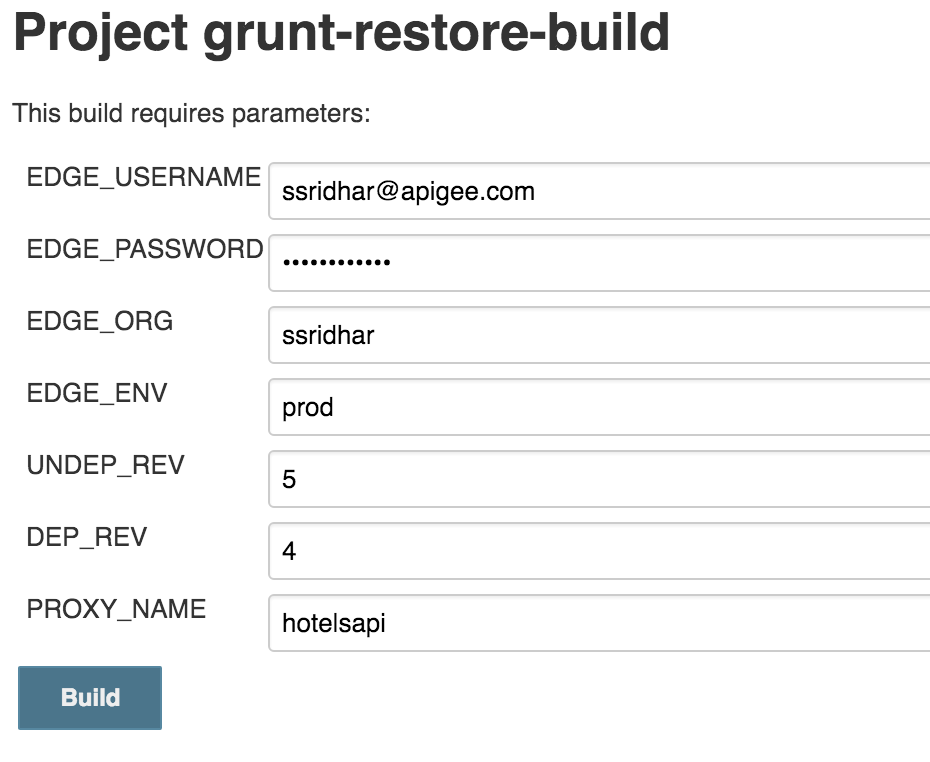 Project grunt-restore-build
This build requires parameters:
EDGE_USERNAME ssridhar@apigee.com
EDGE_PASSWORD ••••••••••••
EDGE_ORG ssridhar
EDGE_ENV prod
UNDEP_REV 5
DEP_REV 4
PROXY_NAME hotelsapi
Build